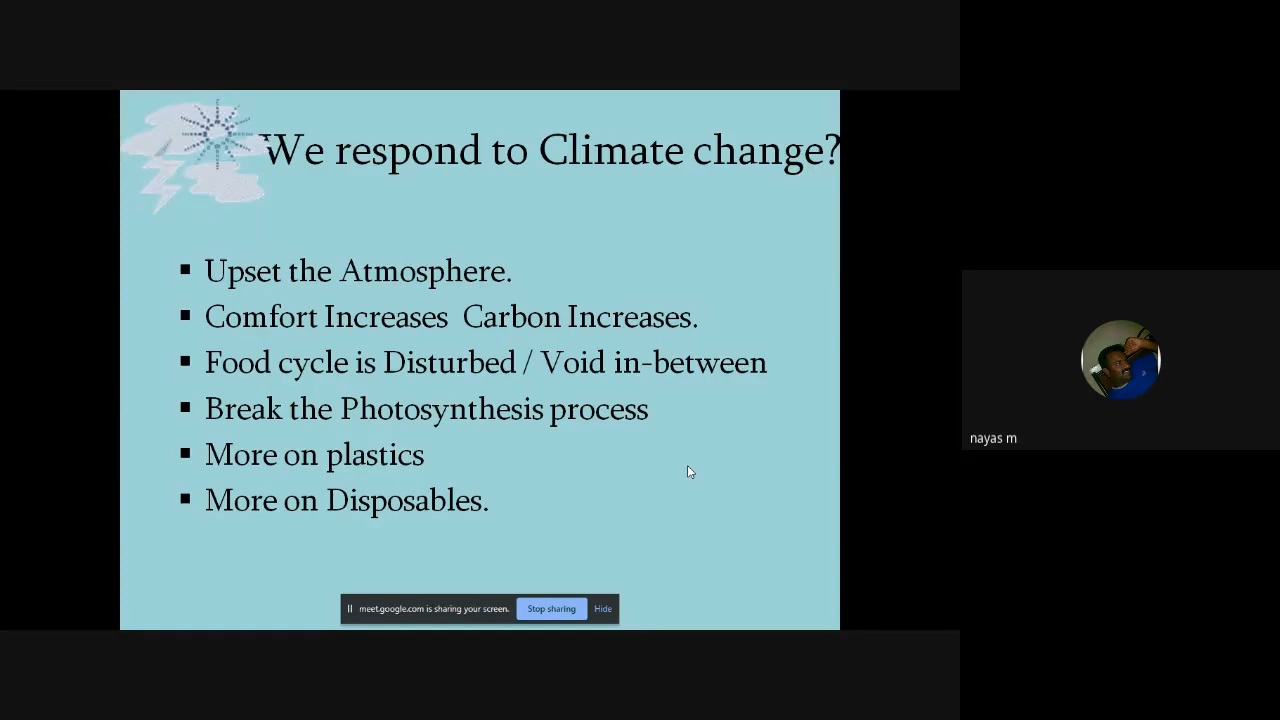 We respond to Climate change?
▪ Upset the Atmosphere.
▪ Comfort Increases  Carbon Increases.
▪ Food cycle is Disturbed / Void in-between
▪ Break the Photosynthesis process
▪ More on plastics
▪ More on Disposables.
nayas m
meet.google.com is sharing your screen. Stop sharing Hide